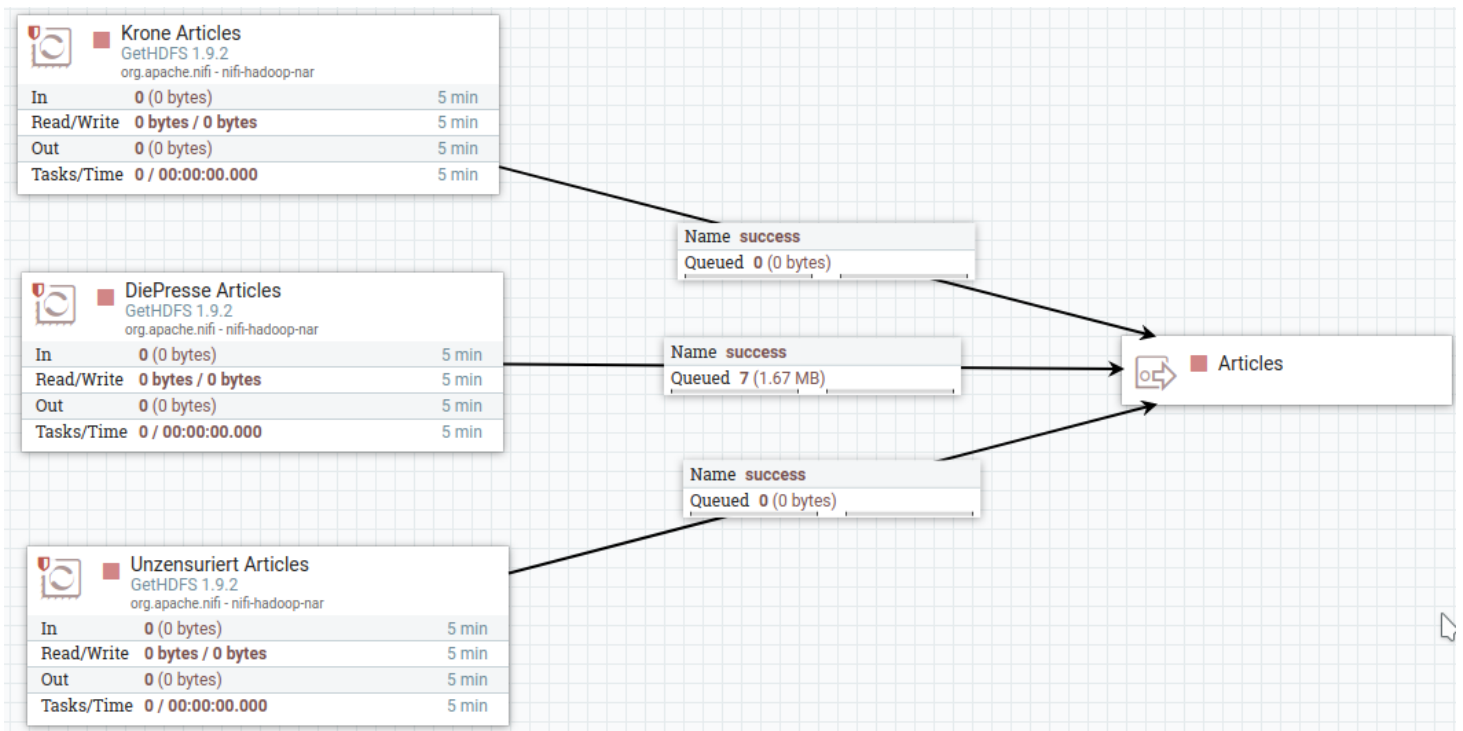 Krone Articles
GetHDFS 1.9.2
org.apache.nifi - nifi-hadoop-nar
In 0 (0 bytes) 5 min
Read/Write 0 bytes / 0 bytes 5 min
Out 0 (0 bytes) 5 min
Tasks/Time 0 / 00:00:00.000 5 min
Name success
Queued 0 (0 bytes)
DiePresse Articles
GetHDFS 1.9.2
org.apache.nifi - nifi-hadoop-nar
In 0 (0 bytes) 5 min
Read/Write 0 bytes / 0 bytes 5 min
Out 0 (0 bytes) 5 min
Tasks/Time 0 / 00:00:00.000 5 min
Name success
Queued 7 (1.67 MB)
Articles
Name success
Queued 0 (0 bytes)
Unzensuriert Articles
GetHDFS 1.9.2
org.apache.nifi - nifi-hadoop-nar
In 0 (0 bytes) 5 min
Read/Write 0 bytes / 0 bytes 5 min
Out 0 (0 bytes) 5 min
Tasks/Time 0 / 00:00:00.000 5 min